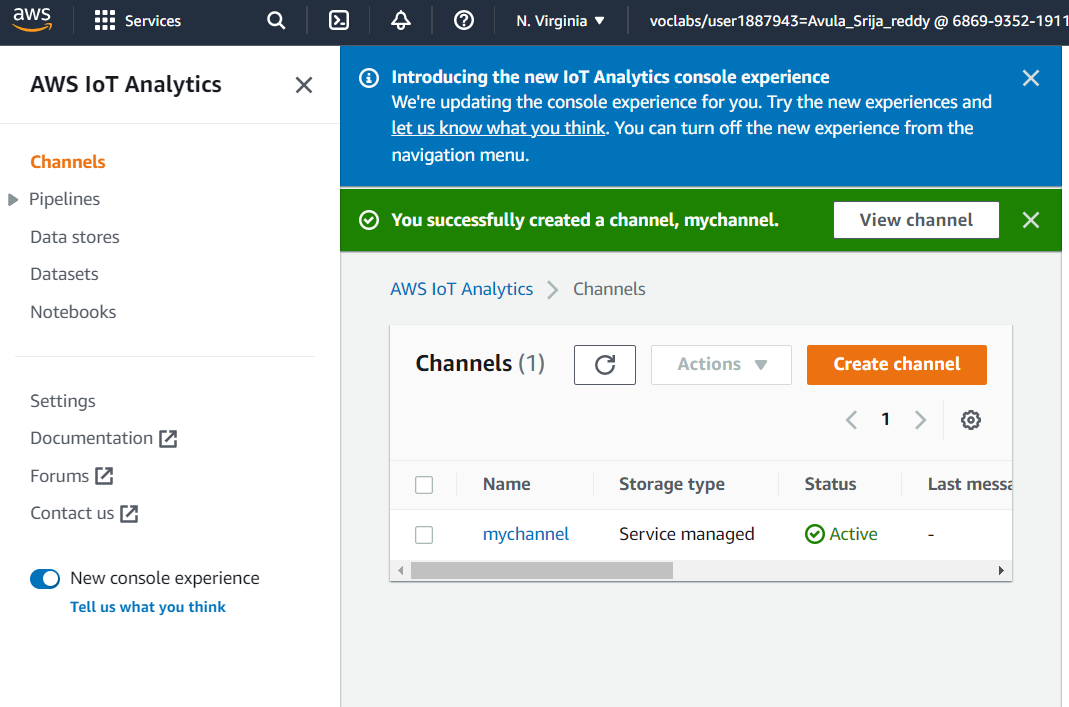 aws
Services
N. Virginia
voclabs/user1887943=Avula_Srija_reddy @ 6869-9352-1911
AWS IoT Analytics
Channels
Pipelines
Data stores
Datasets
Notebooks
Settings
Documentation
Forums
Contact us
New console experience
Tell us what you think
Introducing the new IoT Analytics console experience
We're updating the console experience for you. Try the new experiences and
let us know what you think. You can turn off the new experience from the
navigation menu.
You successfully created a channel, mychannel.
View channel
AWS IoT Analytics
Channels
Channels (1)
Actions
Create channel
1
Name
Storage type
Status
Last messa
mychannel
Service managed
Active
-